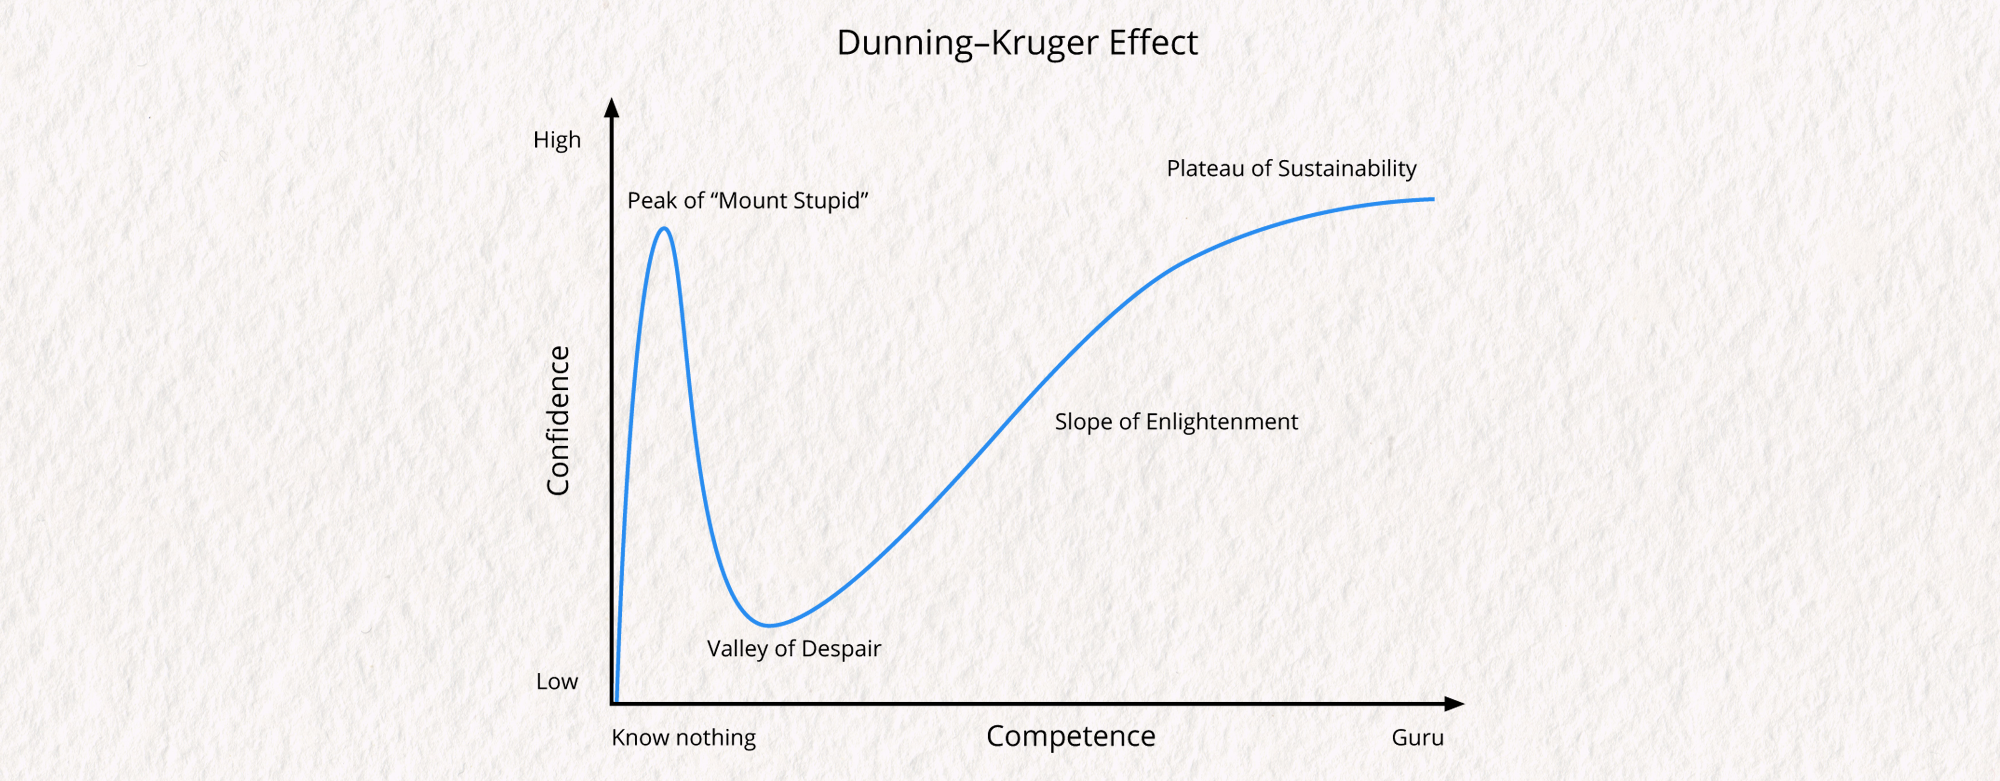 Dunning–Kruger Effect
High
Plateau of Sustainability
Peak of “Mount Stupid”
Confidence
Slope of Enlightenment
Valley of Despair
Low
Know nothing
Competence
Guru